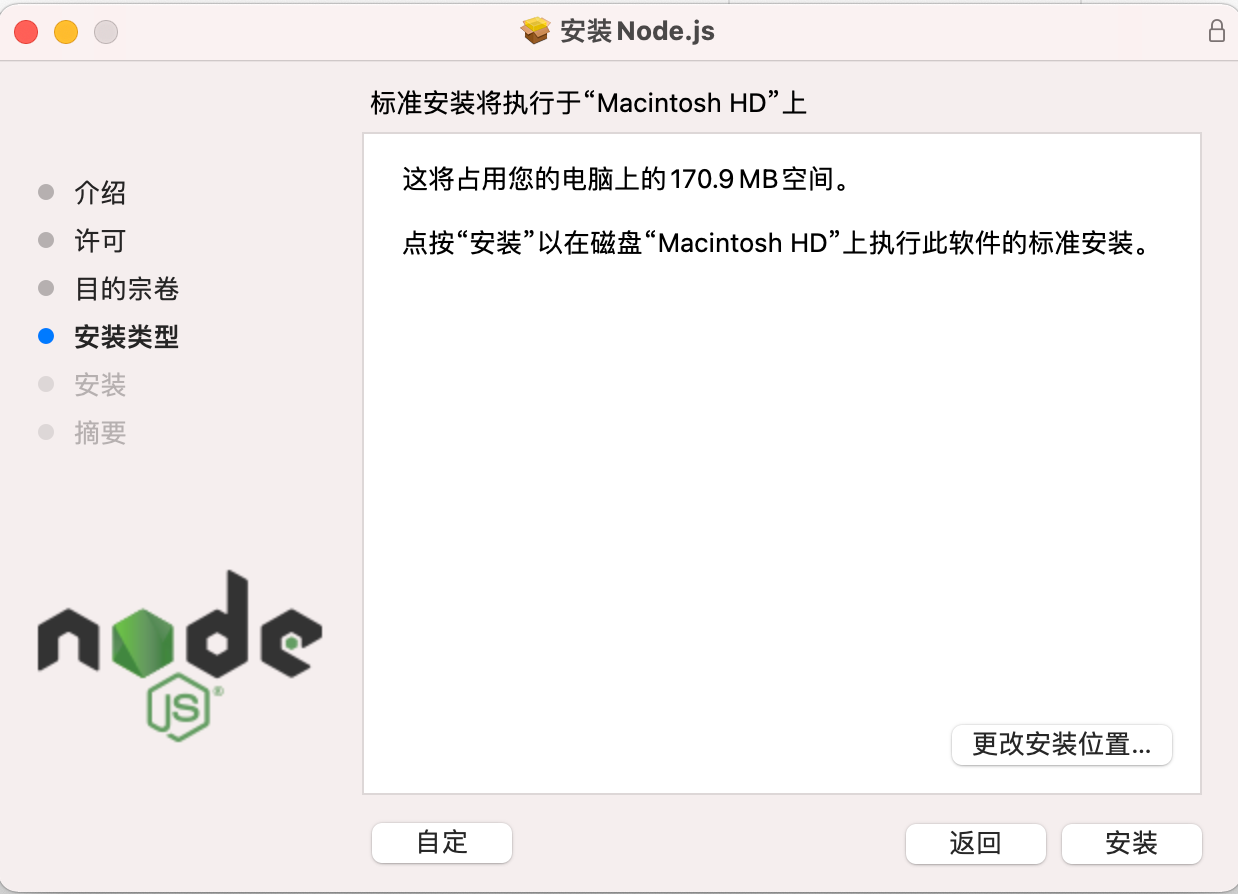 安装Node.js
标准安装将执行于“Macintosh HD”上
这将占用您的电脑上的170.9 MB空间。
点按“安装”以在磁盘“Macintosh HD”上执行此软件的标准安装。
介绍
许可
目的宗卷
安装类型
安装
摘要
node
JS®
更改安装位置...
自定
返回
安装